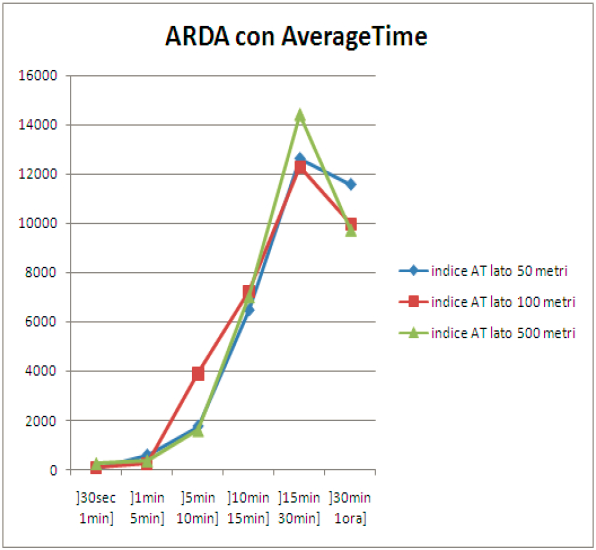 ARDA con AverageTime
16000
14000
12000
10000
8000
6000
4000
2000
0
]30sec 1min]
]1min 5min]
]5min 10min]
]10min 15min]
]15min 30min]
]30min 1ora]
indice AT lato 50 metri
indice AT lato 100 metri
indice AT lato 500 metri